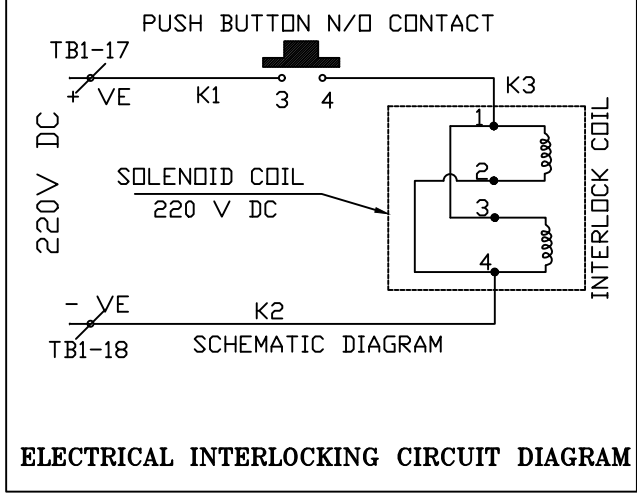 PUSH BUTTON N/O CONTACT
TB1-17
+ VE
K1
3 4
K3
220V DC
SOLENOID COIL
220 V DC
1
2
3
4
INTERLOCK COIL
- VE
K2
TB1-18
SCHEMATIC DIAGRAM
ELECTRICAL INTERLOCKING CIRCUIT DIAGRAM